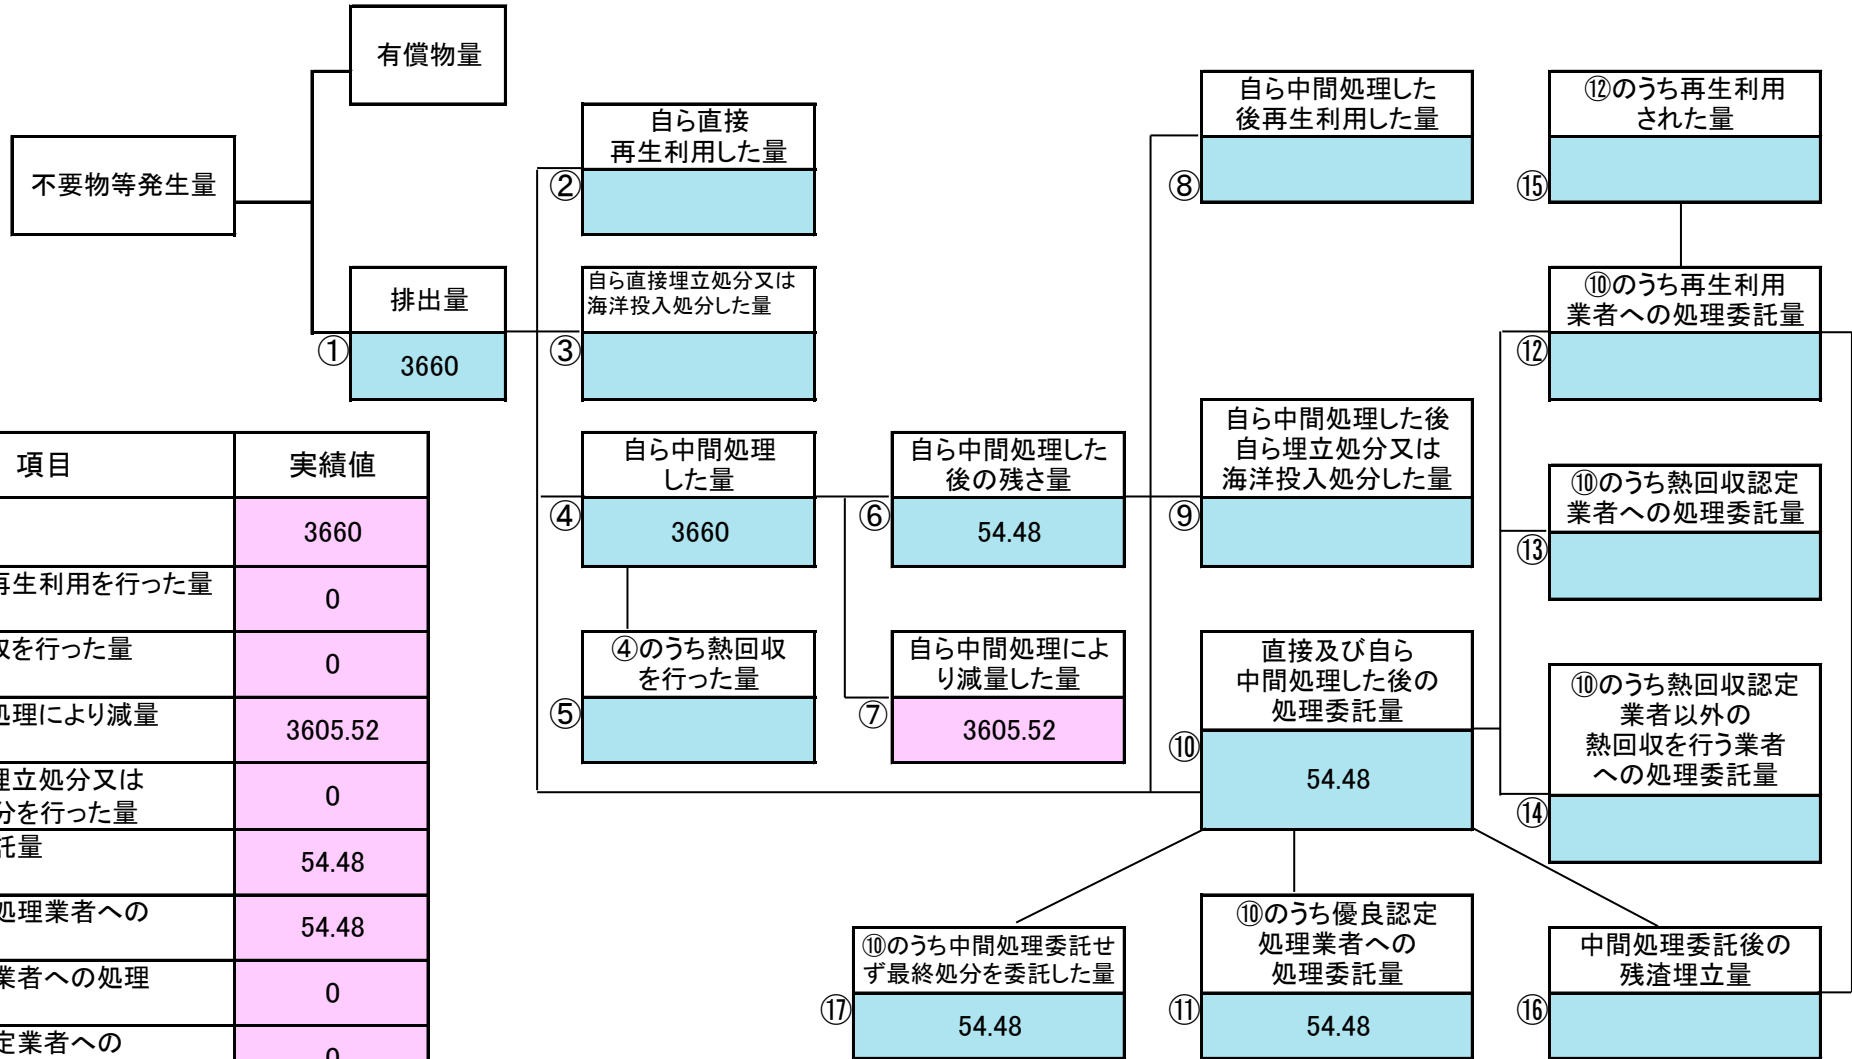 有償物量
不要物等発生量
排出量
①
3660
自ら直接
再生利用した量
②
自ら直接埋立処分又は
海洋投入処分した量
③
自ら中間処理
した量
④
3660
④のうち熱回収
を行った量
⑤
自ら中間処理した
後の残さ量
⑥
54.48
自ら中間処理によ
り減量した量
⑦
3605.52
自ら中間処理した
後再生利用した量
⑧
自ら中間処理した後
自ら埋立処分又は
海洋投入処分した量
⑨
直接及び自ら
中間処理した後の
処理委託量
⑩
54.48
⑫のうち再生利用
された量
⑮
⑩のうち再生利用
業者への処理委託量
⑫
⑩のうち熱回収認定
業者への処理委託量
⑬
⑩のうち熱回収認定
業者以外の
熱回収を行う業者
への処理委託量
⑭
⑩のうち中間処理委託せ
ず最終処分を委託した量
⑰
54.48
⑩のうち優良認定
処理業者への
処理委託量
⑪
54.48
中間処理委託後の
残渣埋立量
⑯
項目
実績値
3660
再生利用を行った量
0
収を行った量
0
処理により減量
3605.52
埋立処分又は
分を行った量
0
託量
54.48
処理業者への
54.48
業者への処理
0
定業者への
0